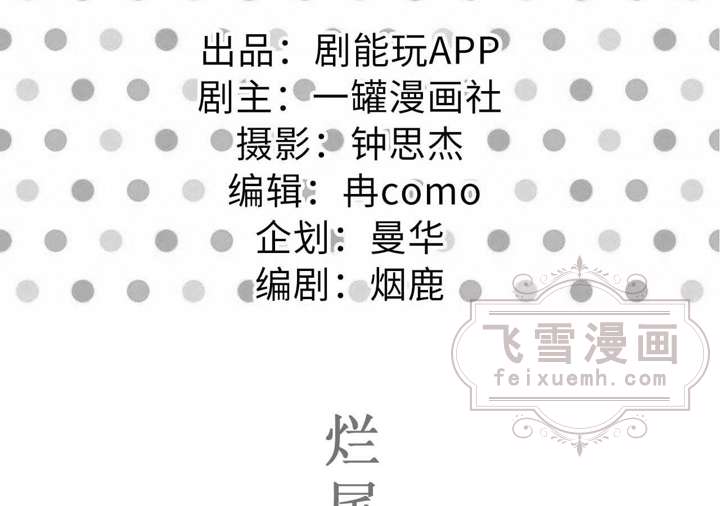 出品：剧能玩APP
剧主：一罐漫画社
摄影：钟思杰
编辑：冉como
企划：曼华
编剧：烟鹿
飞雪漫画
feixuemh.com
烂